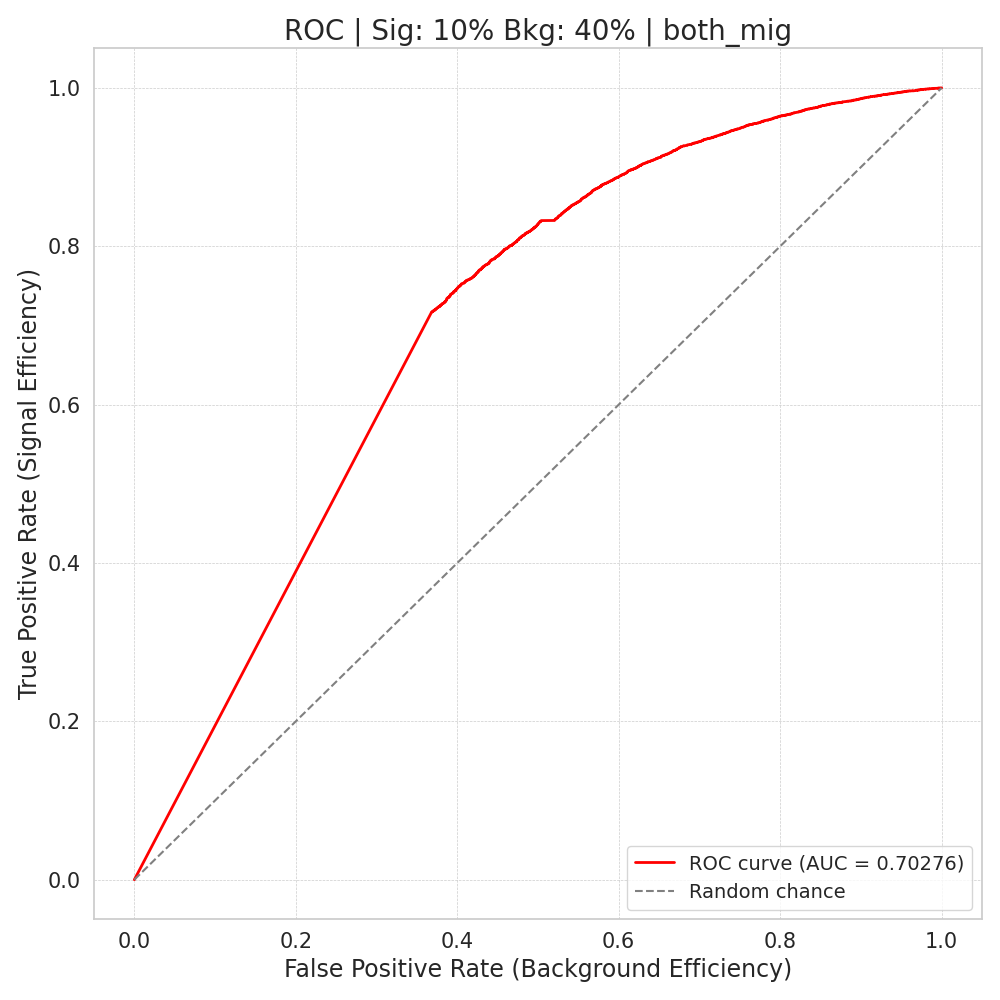 ROC | Sig: 10% Bkg: 40% | both_mig
True Positive Rate (Signal Efficiency)
1.0
0.8
0.6
0.4
0.2
0.0
ROC curve (AUC = 0.70276)
Random chance
0.0 0.2 0.4 0.6 0.8 1.0
False Positive Rate (Background Efficiency)